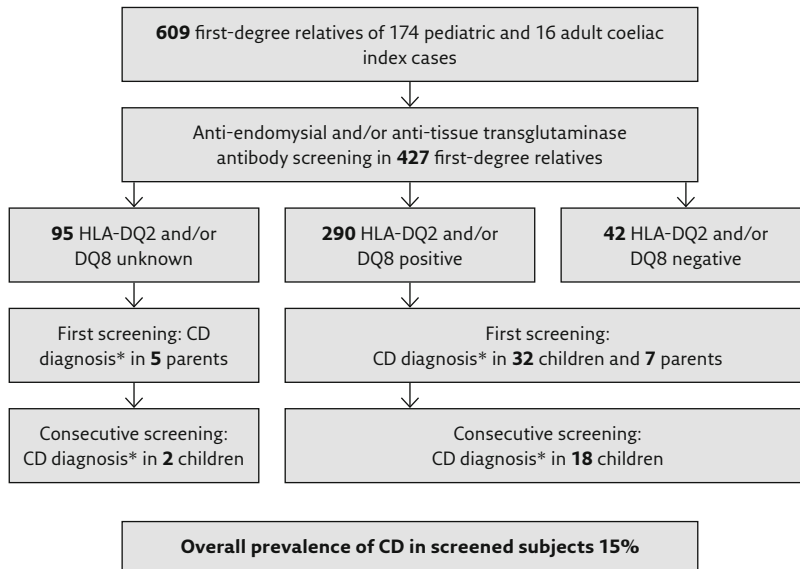 609 first-degree relatives of 174 pediatric and 16 adult coeliac
index cases
Anti-endomysial and/or anti-tissue transglutaminase
antibody screening in 427 first-degree relatives
95 HLA-DQ2 and/or
DQ8 unknown
290 HLA-DQ2 and/or
DQ8 positive
42 HLA-DQ2 and/or
DQ8 negative
First screening: CD
diagnosis* in 5 parents
First screening:
CD diagnosis* in 32 children and 7 parents
Consecutive screening:
CD diagnosis* in 2 children
Consecutive screening:
CD diagnosis* in 18 children
Overall prevalence of CD in screened subjects 15%